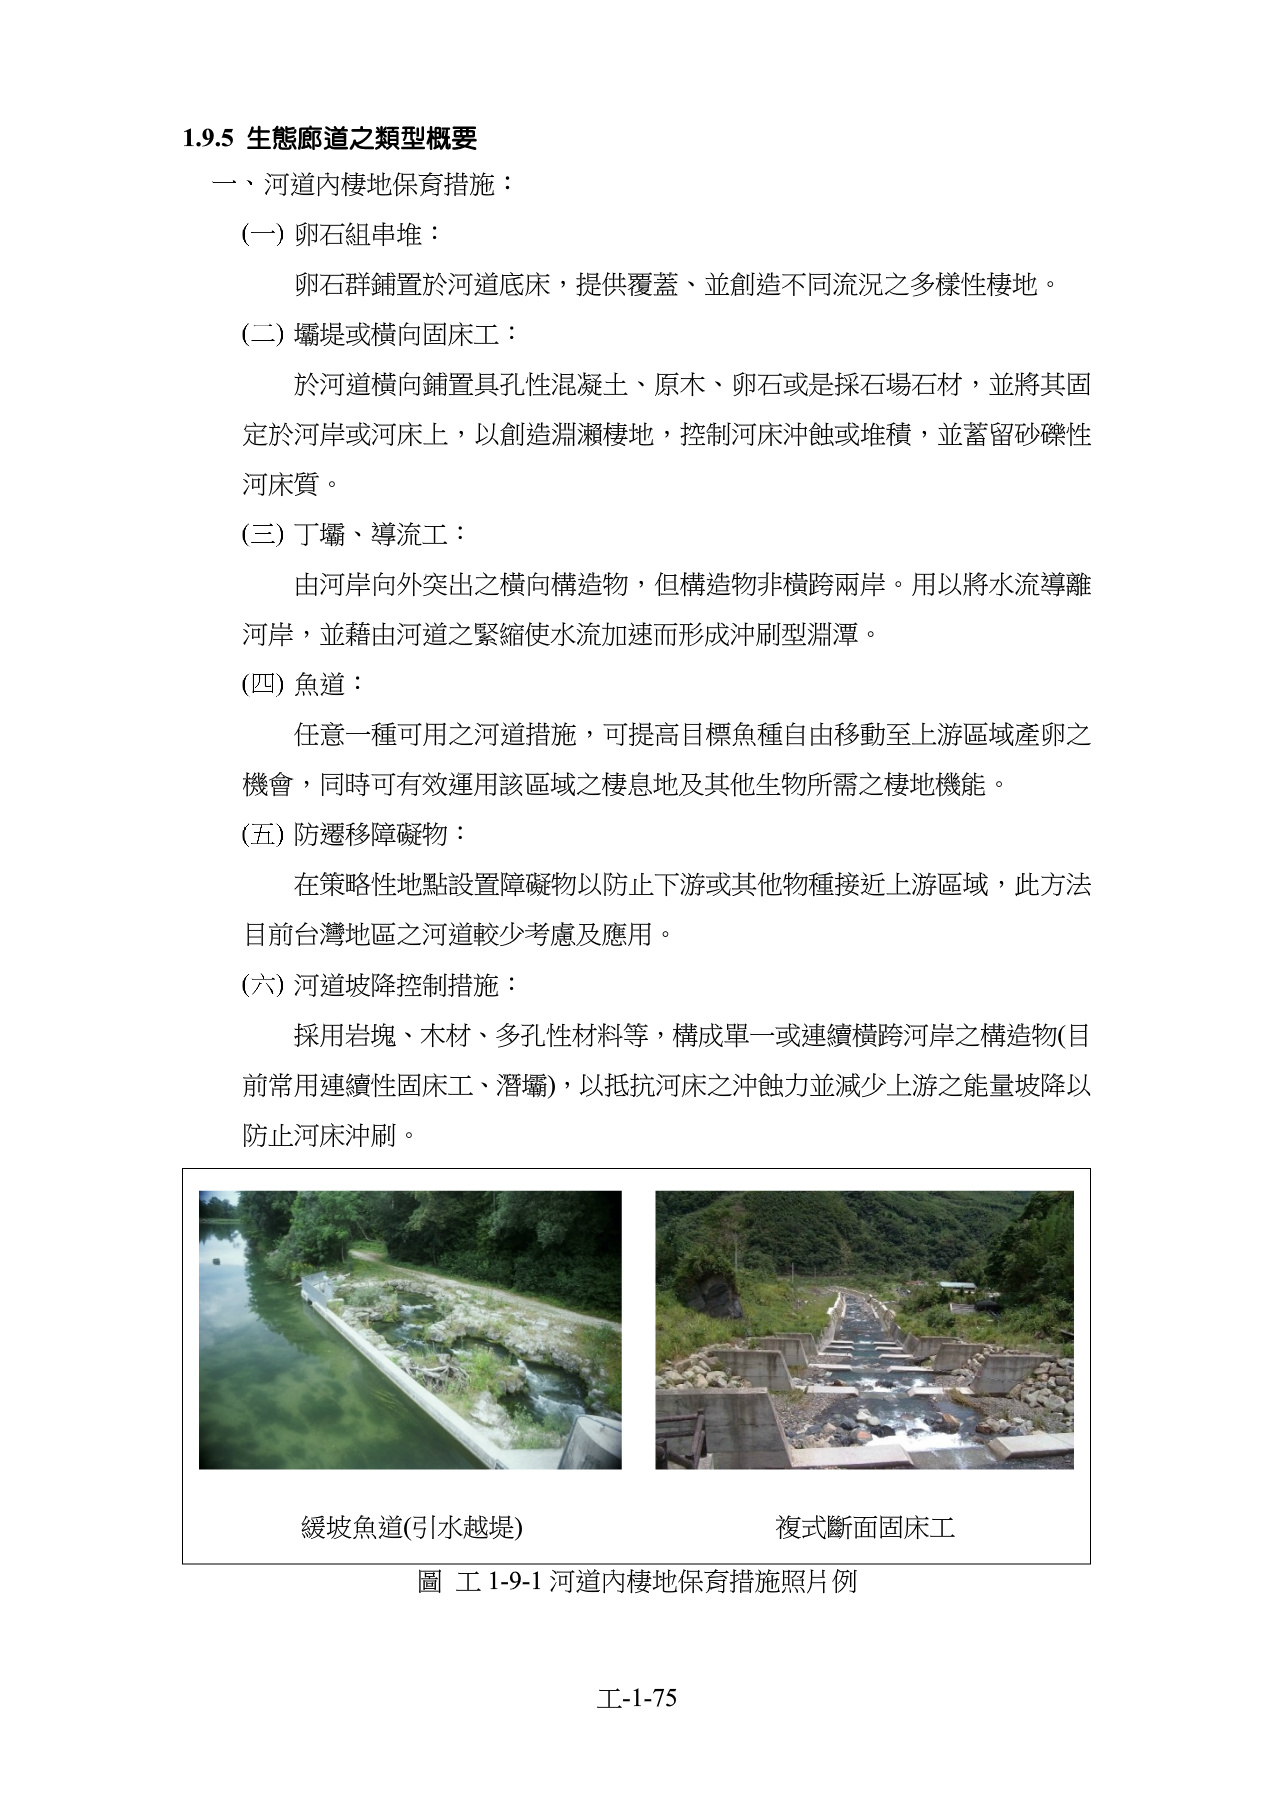 1.9.5 生態廊道之類型概要
一、河道內棲地保育措施：
(一) 卵石組串堆：
卵石群鋪置於河道底床，提供覆蓋、並創造不同流況之多樣性棲地。
(二) 壩堤或橫向固床工：
於河道橫向鋪置具孔性混凝土、原木、卵石或是採石場石材，並將其固
定於河岸或河床上，以創造淵瀨棲地，控制河床沖蝕或堆積，並蓄留砂礫性
河床質。
(三) 丁壩、導流工：
由河岸向外突出之橫向構造物，但構造物非橫跨兩岸。用以將水流導離
河岸，並藉由河道之緊縮使水流加速而形成沖刷型淵潭。
(四) 魚道：
任意一種可用之河道措施，可提高目標魚種自由移動至上游區域產卵之
機會，同時可有效運用該區域之棲息地及其他生物所需之棲地機能。
(五) 防遷移障礙物：
在策略性地點設置障礙物以防止下游或其他物種接近上游區域，此方法
目前台灣地區之河道較少考慮及應用。
(六) 河道坡降控制措施：
採用岩塊、木材、多孔性材料等，構成單一或連續橫跨河岸之構造物(目
前常用連續性固床工、潛壩)，以抵抗河床之沖蝕力並減少上游之能量坡降以
防止河床沖刷。
緩坡魚道(引水越堤)
複式斷面固床工
圖 工 1-9-1 河道內棲地保育措施照片例
工-1-75